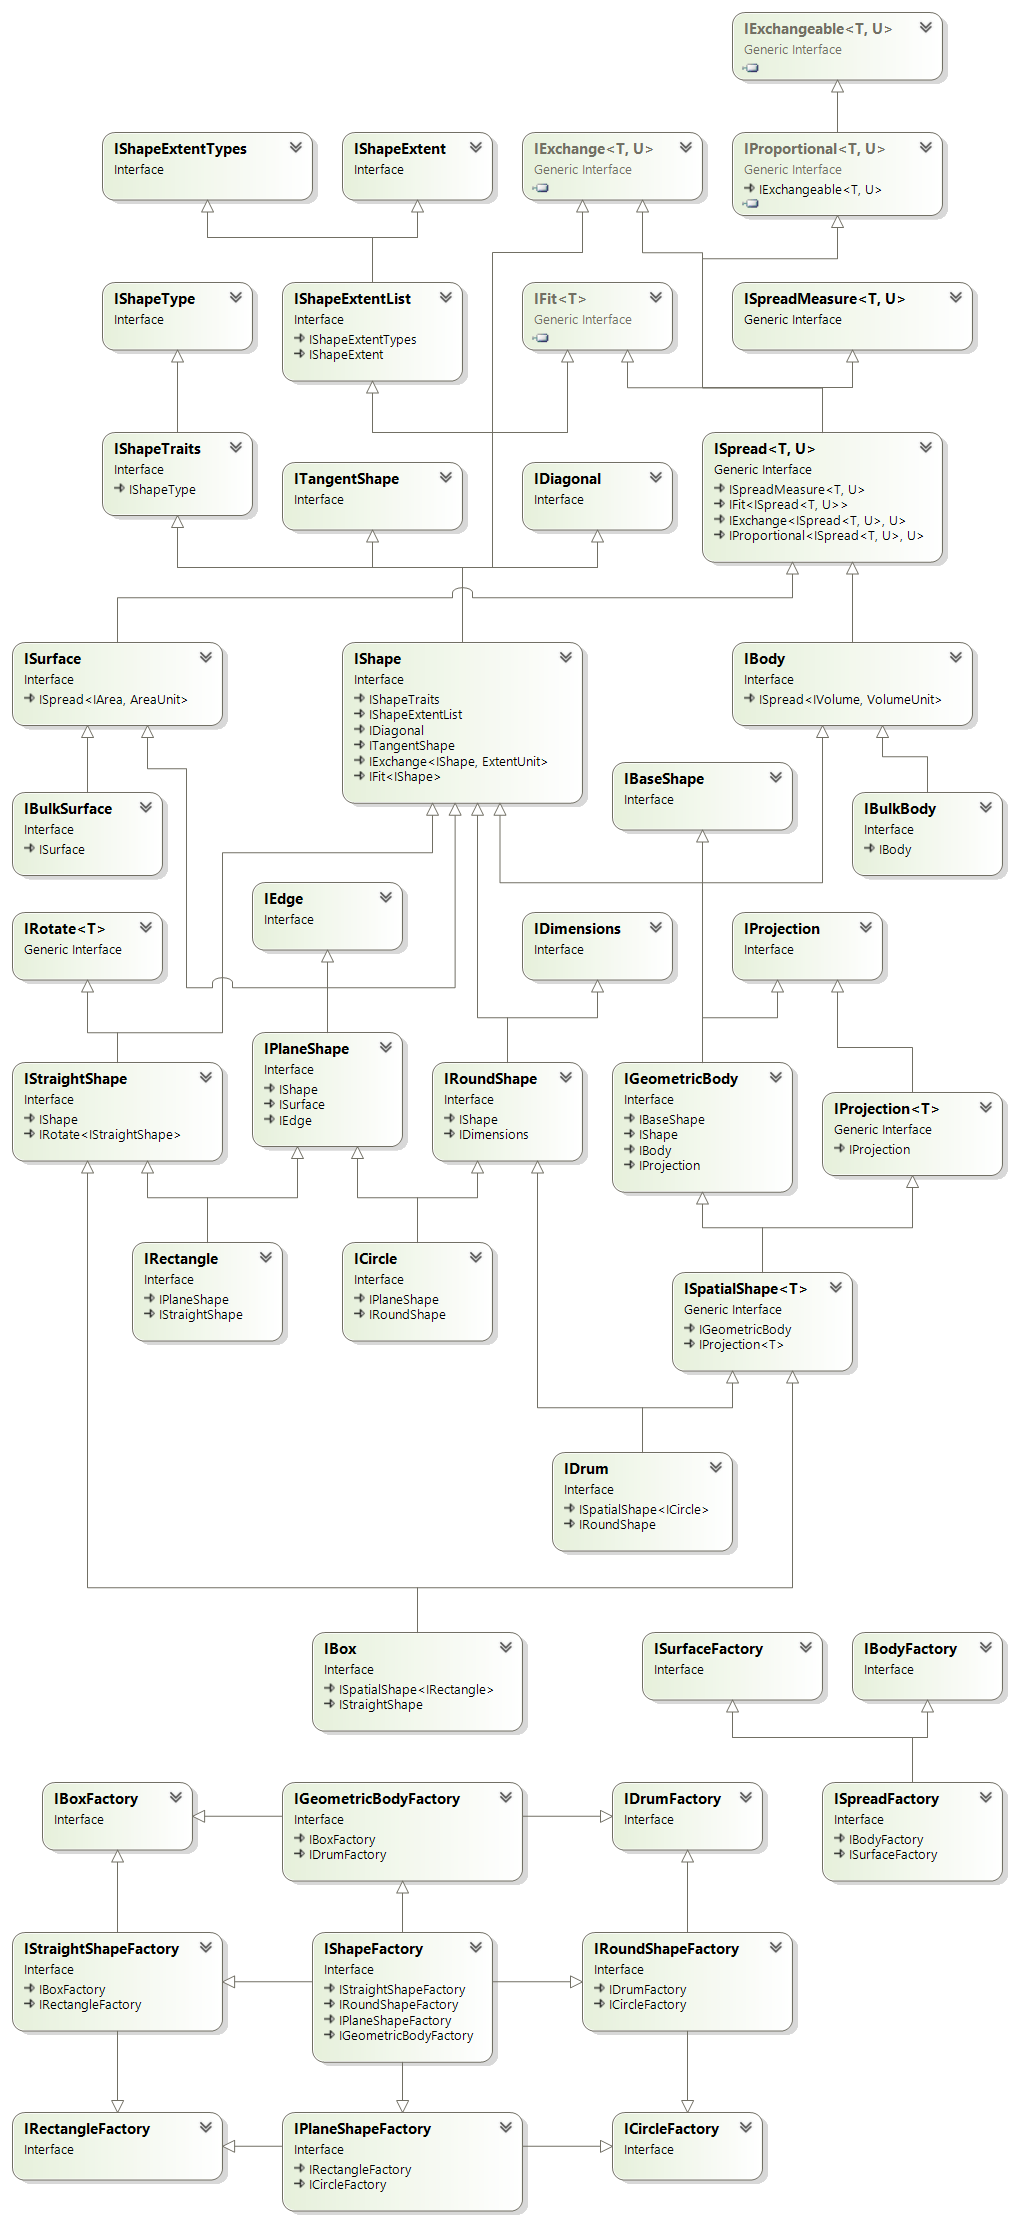 IExchangeable<T, U>
Generic Interface
IShapeExtentTypes
Interface
IShapeExtent
Interface
IExchange<T, U>
Generic Interface
IProportional<T, U>
Generic Interface
IExchangeable<T, U>
IShapeType
Interface
IShapeExtentList
Interface
IShapeExtentTypes
IShapeExtent
IFit<T>
Generic Interface
ISpreadMeasure<T, U>
Generic Interface
IShapeTraits
Interface
IShapeType
ITangentShape
Interface
IDiagonal
Interface
ISpread<T, U>
Generic Interface
ISpreadMeasure<T, U>
IFit<ISpread<T, U>>
IExchange<ISpread<T, U>, U>
IProportional<ISpread<T, U>, U>
ISurface
Interface
ISpread<IArea, AreaUnit>
IShape
Interface
IShapeTraits
IShapeExtentList
IDiagonal
ITangentShape
IExchange<IShape, ExtentUnit>
IFit<IShape>
IBody
Interface
ISpread<IVolume, VolumeUnit>
IBaseShape
Interface
IBulkSurface
Interface
ISurface
IBulkBody
Interface
IBody
IEdge
Interface
IRotate<T>
Generic Interface
IDimensions
Interface
IProjection
Interface
IPlaneShape
Interface
IShape
ISurface
IEdge
IStraightShape
Interface
IShape
IRotate<IStraightShape>
IRoundShape
Interface
IShape
IDimensions
IGeometricBody
Interface
IBaseShape
IShape
IBody
IProjection
IProjection<T>
Generic Interface
IProjection
IRectangle
Interface
IPlaneShape
IStraightShape
ICircle
Interface
IPlaneShape
IRoundShape
ISpatialShape<T>
Generic Interface
IGeometricBody
IProjection<T>
IDrum
Interface
ISpatialShape<ICircle>
IRoundShape
IBox
Interface
ISpatialShape<IRectangle>
IStraightShape
ISurfaceFactory
Interface
IBodyFactory
Interface
IBoxFactory
Interface
IGeometricBodyFactory
Interface
IBoxFactory
IDrumFactory
IDrumFactory
Interface
ISpreadFactory
Interface
IBodyFactory
ISurfaceFactory
IStraightShapeFactory
Interface
IBoxFactory
IRectangleFactory
IShapeFactory
Interface
IStraightShapeFactory
IRoundShapeFactory
IPlaneShapeFactory
IGeometricBodyFactory
IRoundShapeFactory
Interface
IDrumFactory
ICircleFactory
IRectangleFactory
Interface
IPlaneShapeFactory
Interface
IRectangleFactory
ICircleFactory
ICircleFactory
Interface